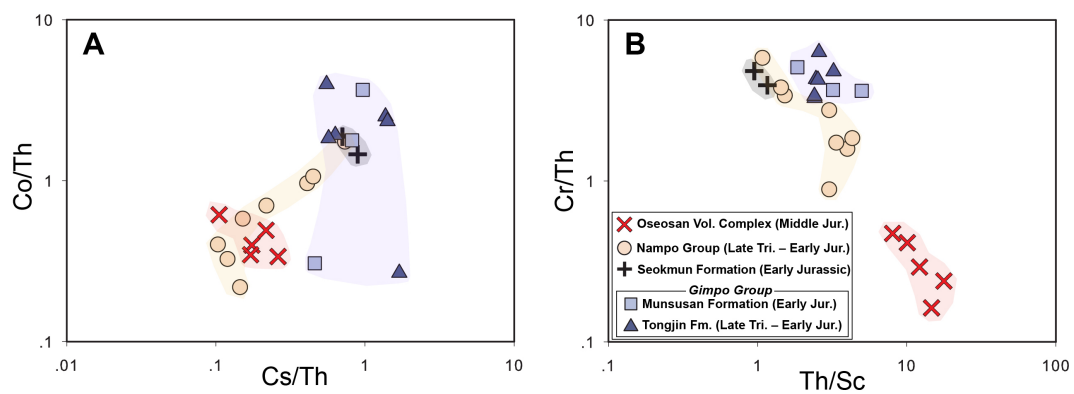 A
10
1
.1
.01
.1
1
10
Co/Th
Cs/Th
B
10
1
.1
.1
1
10
100
Cr/Th
Th/Sc
Oseosan Vol. Complex (Middle Jur.)
Nampo Group (Late Tri. – Early Jur.)
Seokmun Formation (Early Jurassic)
Gimpo Group
Munsusan Formation (Early Jur.)
Tongjin Fm. (Late Tri. – Early Jur.)